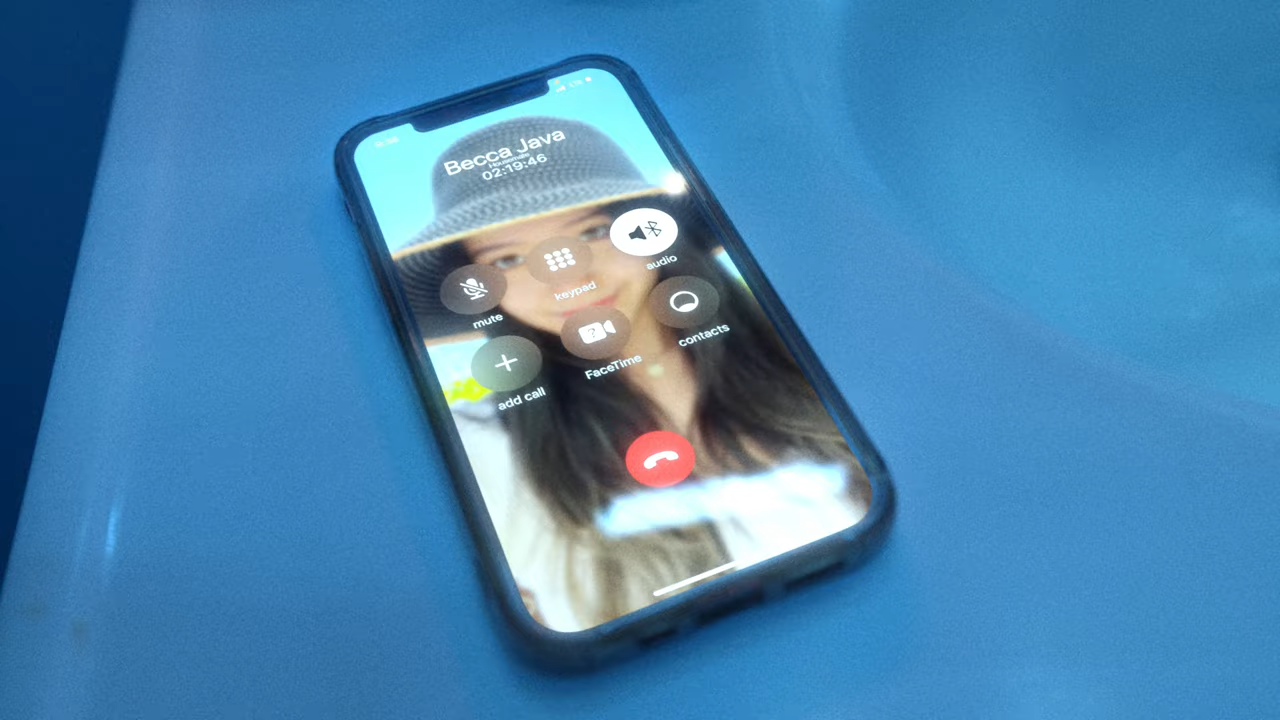 Becca Java
02:19:46
mute
keypad
audio
add call
FaceTime
contacts